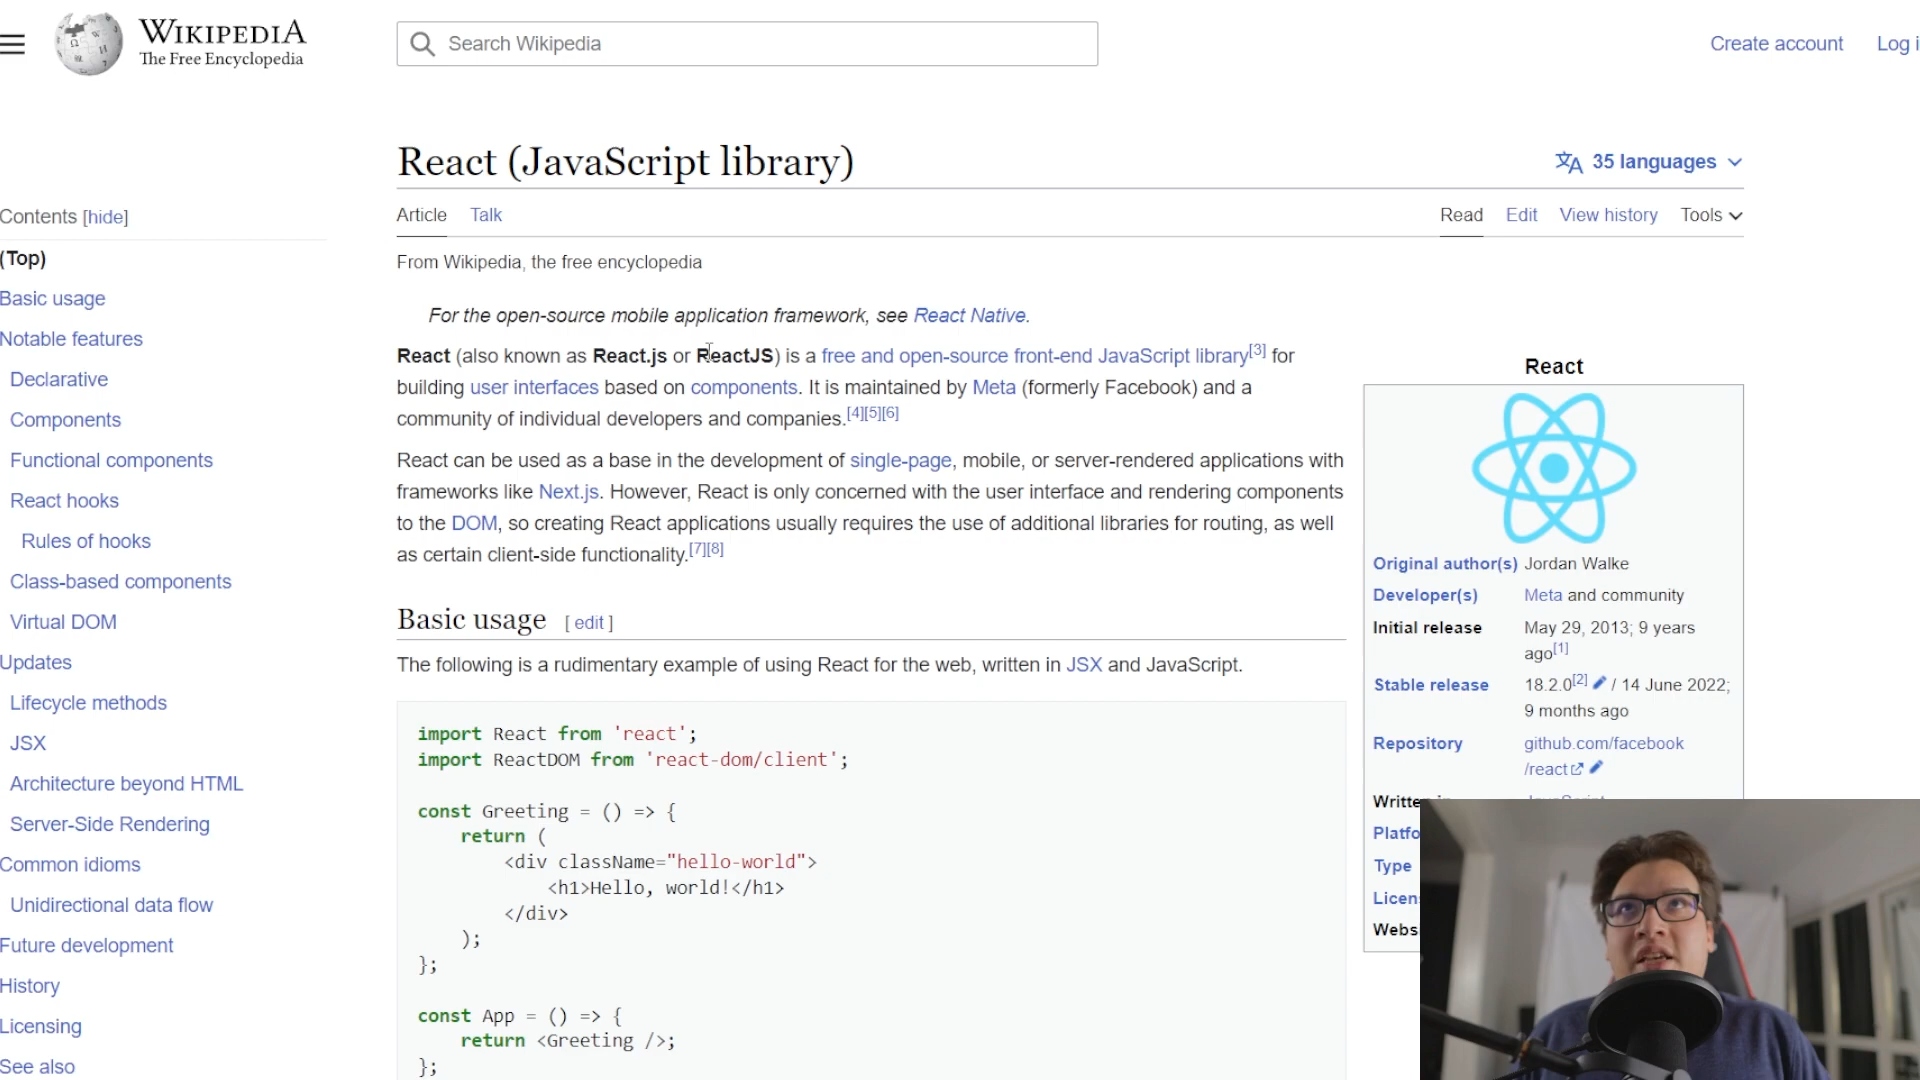 WIKIPEDIA
The Free Encyclopedia
Search Wikipedia
Create account
Log i
React (JavaScript library)
35 languages
Article
Talk
Read
Edit
View history
Tools
From Wikipedia, the free encyclopedia
For the open-source mobile application framework, see React Native.
React (also known as React.js or ReactJS) is a free and open-source front-end JavaScript library[3] for
building user interfaces based on components. It is maintained by Meta (formerly Facebook) and a
community of individual developers and companies.[4][5][6]
React can be used as a base in the development of single-page, mobile, or server-rendered applications with
frameworks like Next.js. However, React is only concerned with the user interface and rendering components
to the DOM, so creating React applications usually requires the use of additional libraries for routing, as well
as certain client-side functionality.[7][8]
Basic usage [ edit ]
The following is a rudimentary example of using React for the web, written in JSX and JavaScript.
import React from 'react';
import ReactDOM from 'react-dom/client';
const Greeting = () => {
return (
<div className="hello-world">
<h1>Hello, world!</h1>
</div>
);
};
const App = () => {
return <Greeting />;
};
Contents [hide]
(Top)
Basic usage
Notable features
Declarative
Components
Functional components
React hooks
Rules of hooks
Class-based components
Virtual DOM
Updates
Lifecycle methods
JSX
Architecture beyond HTML
Server-Side Rendering
Common idioms
Unidirectional data flow
Future development
History
Licensing
See also
React
Original author(s) Jordan Walke
Developer(s) Meta and community
Initial release May 29, 2013; 9 years
ago[1]
Stable release 18.2.0[2] / 14 June 2022;
9 months ago
Repository github.com/facebook
/react
Writte
Platfo
Type
Licen
Webs